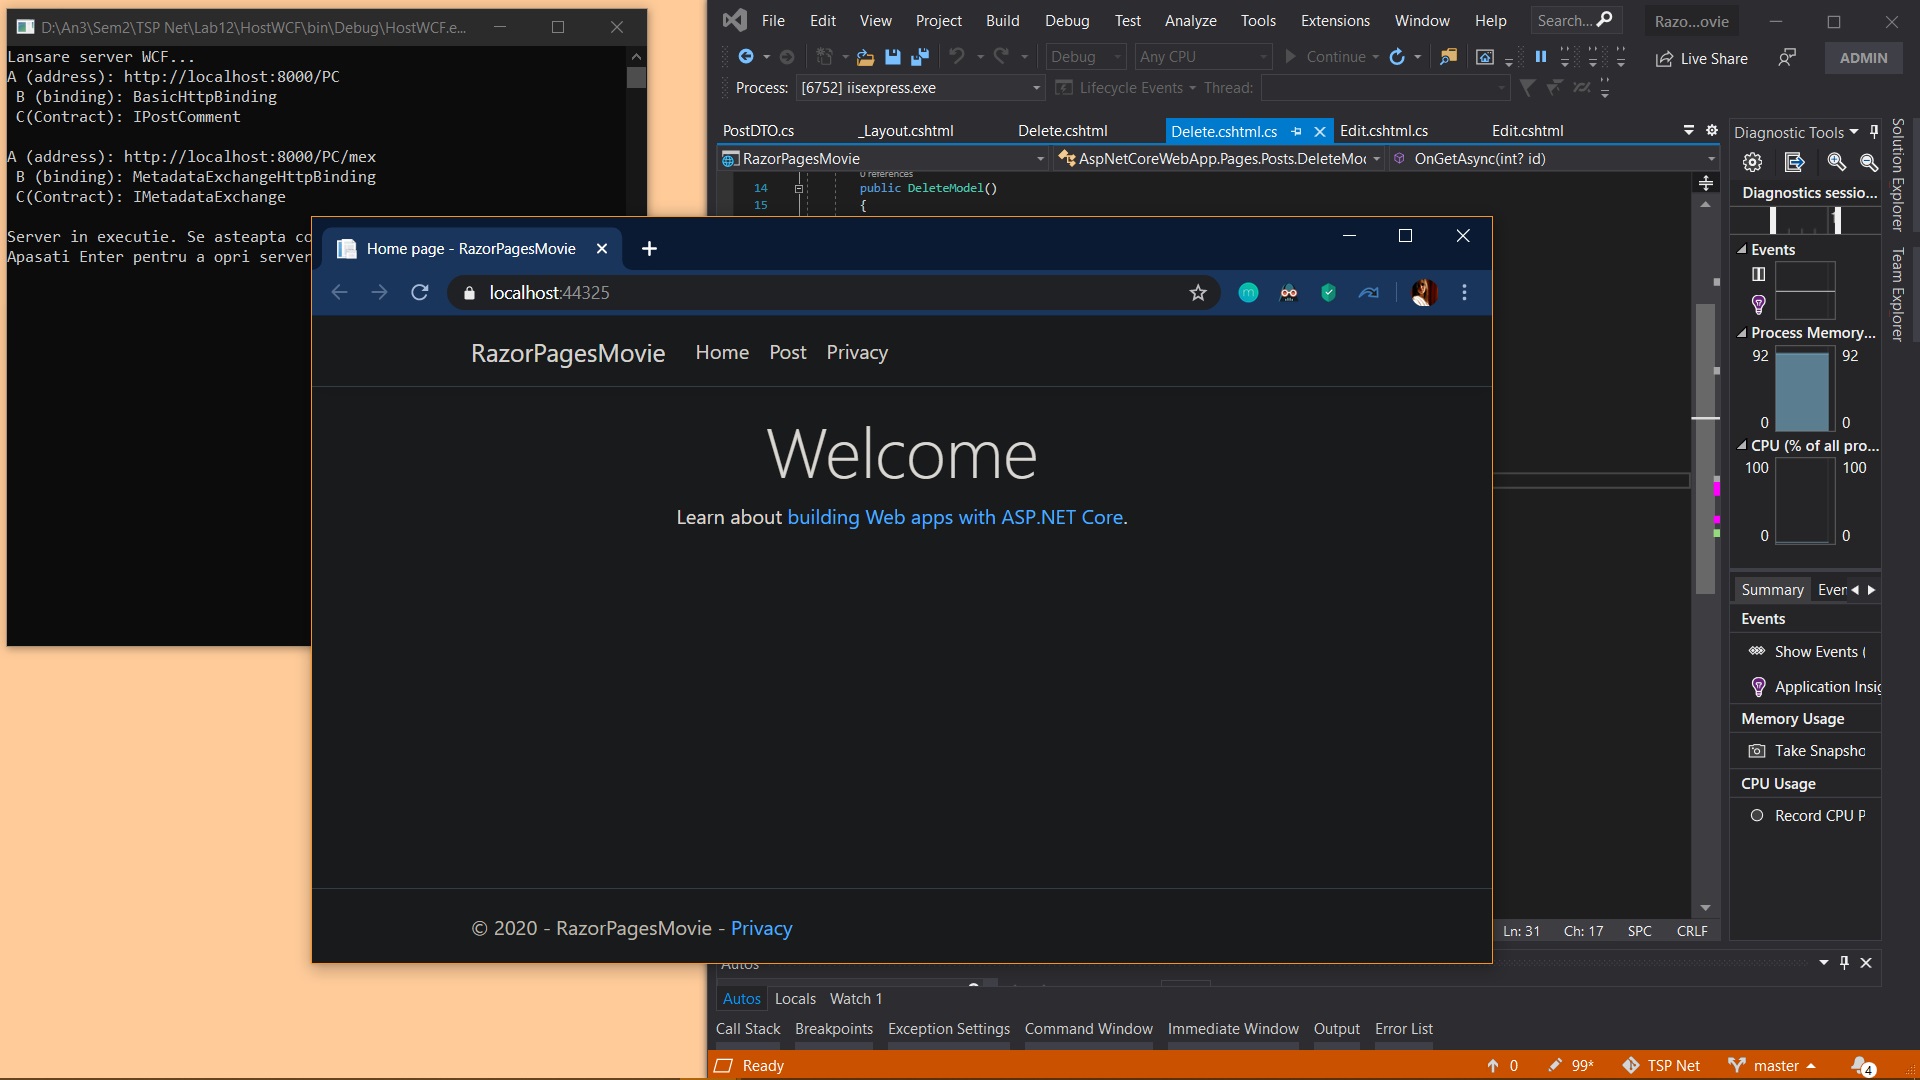 D:\An3\Sem2\TSP Net\Lab12\HostWCF\bin\Debug\HostWCF.e...
Lansare server WCF...
A (address): http://localhost:8000/PC
B (binding): BasicHttpBinding
C(Contract): IPostComment
A (address): http://localhost:8000/PC/mex
B (binding): MetadataExchangeHttpBinding
C(Contract): IMetadataExchange
Server in executie. Se asteapta co
Apasati Enter pentru a opri server
File Edit View Project Build Debug Test Analyze Tools Extensions Window Help Search... Razo...ovie
Debug Any CPU Continue Live Share ADMIN
Process: [6752] iisexpress.exe Lifecycle Events Thread:
PostDTO.cs _Layout.cshtml Delete.cshtml Delete.cshtml.cs Edit.cshtml.cs Edit.cshtml
RazorPagesMovie AspNetCoreWebApp.Pages.Posts.DeleteMoc OnGetAsync(int? id)
0 references
14 public DeleteModel()
15 {
Home page - RazorPagesMovie
localhost:44325
RazorPagesMovie Home Post Privacy
Welcome
Learn about building Web apps with ASP.NET Core.
© 2020 - RazorPagesMovie - Privacy
Diagnostic Tools
Diagnostics sessio...
Events
Process Memory...
92 92
0 0
CPU (% of all pro...
100 100
0 0
Summary Even
Events
Show Events (
Application Insig
Memory Usage
Take Snapsho
CPU Usage
Record CPU P
Solution Explorer
Team Explorer
Ln: 31 Ch: 17 SPC CRLF
Autos
Autos Locals Watch 1
Call Stack Breakpoints Exception Settings Command Window Immediate Window Output Error List
Ready 0 99* TSP Net master 4